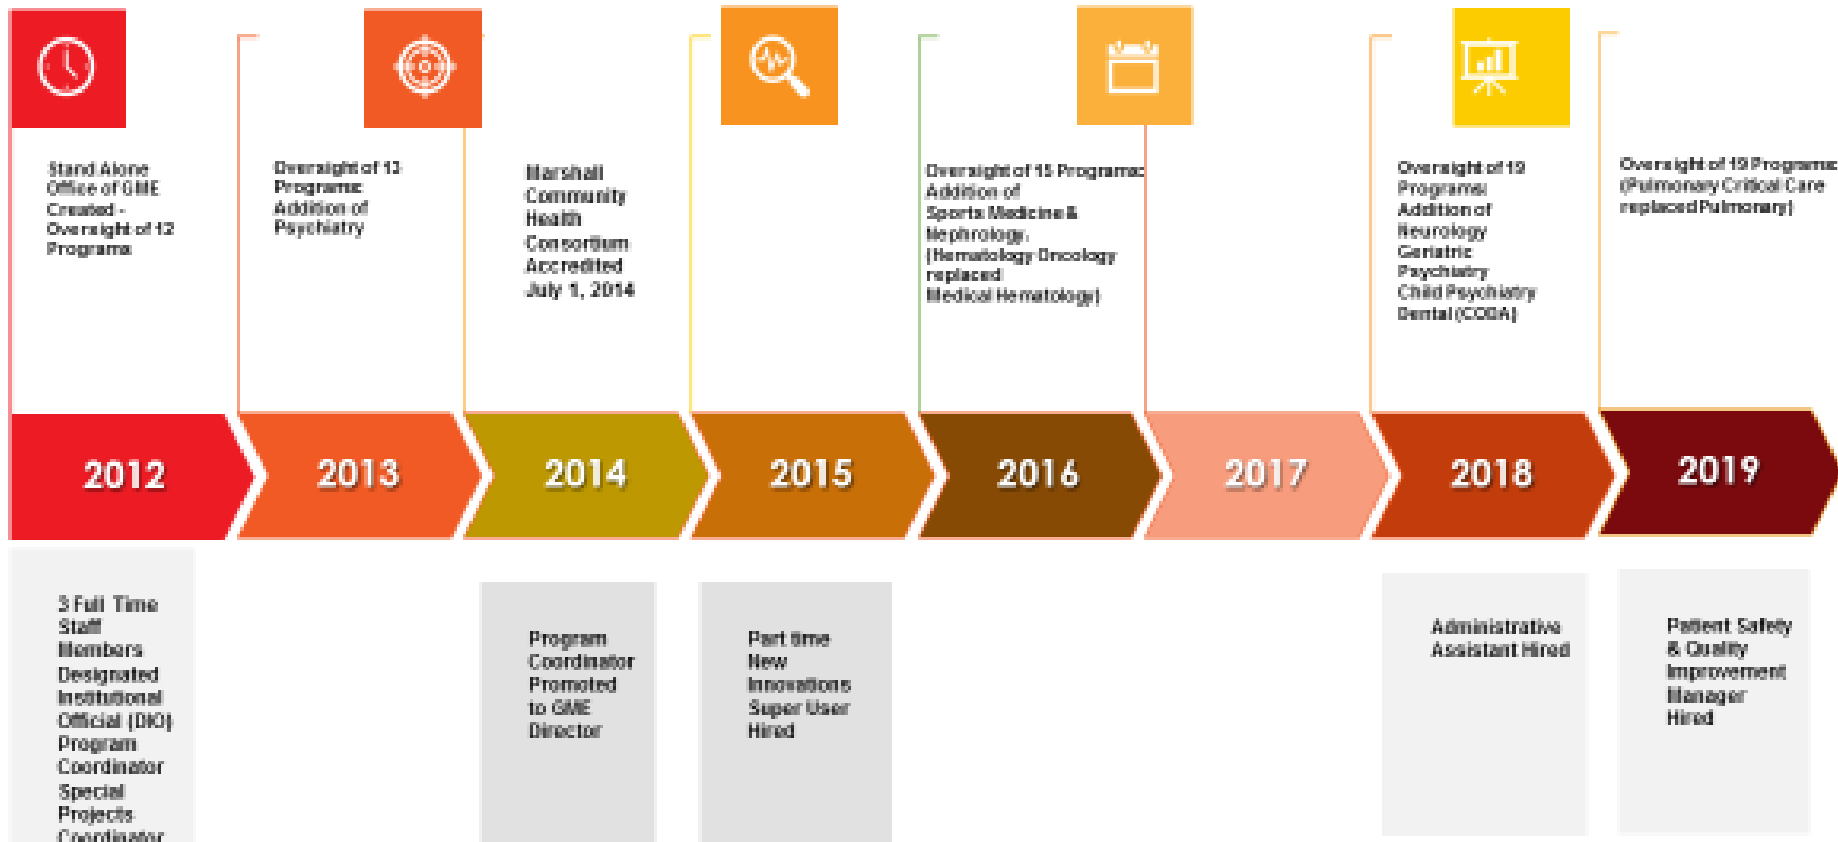 Stand Alone
Office of GME
Created -
Oversight of 12
Programs
Oversight of 13
Programs:
Addition of
Psychiatry
Marshall
Community
Health
Consortium
Accredited
July 1, 2014
Oversight of 15 Programs:
Addition of
Sports Medicine &
Nephrology.
(Hematology Oncology
replaced
Medical Hematology)
Oversight of 19
Programs:
Addition of
Neurology
Geriatric
Psychiatry
Child Psychiatry
Dental (CODA)
Oversight of 19 Programs:
(Pulmonary Critical Care
replaced Pulmonary)
2012
2013
2014
2015
2016
2017
2018
2019
3 Full Time
Staff
Members
Designated
Institutional
Official (DIO)
Program
Coordinator
Special
Projects
Coordinator
Program
Coordinator
Promoted
to GME
Director
Part time
New
Innovations
Super User
Hired
Administrative
Assistant Hired
Patient Safety
& Quality
Improvement
Manager
Hired